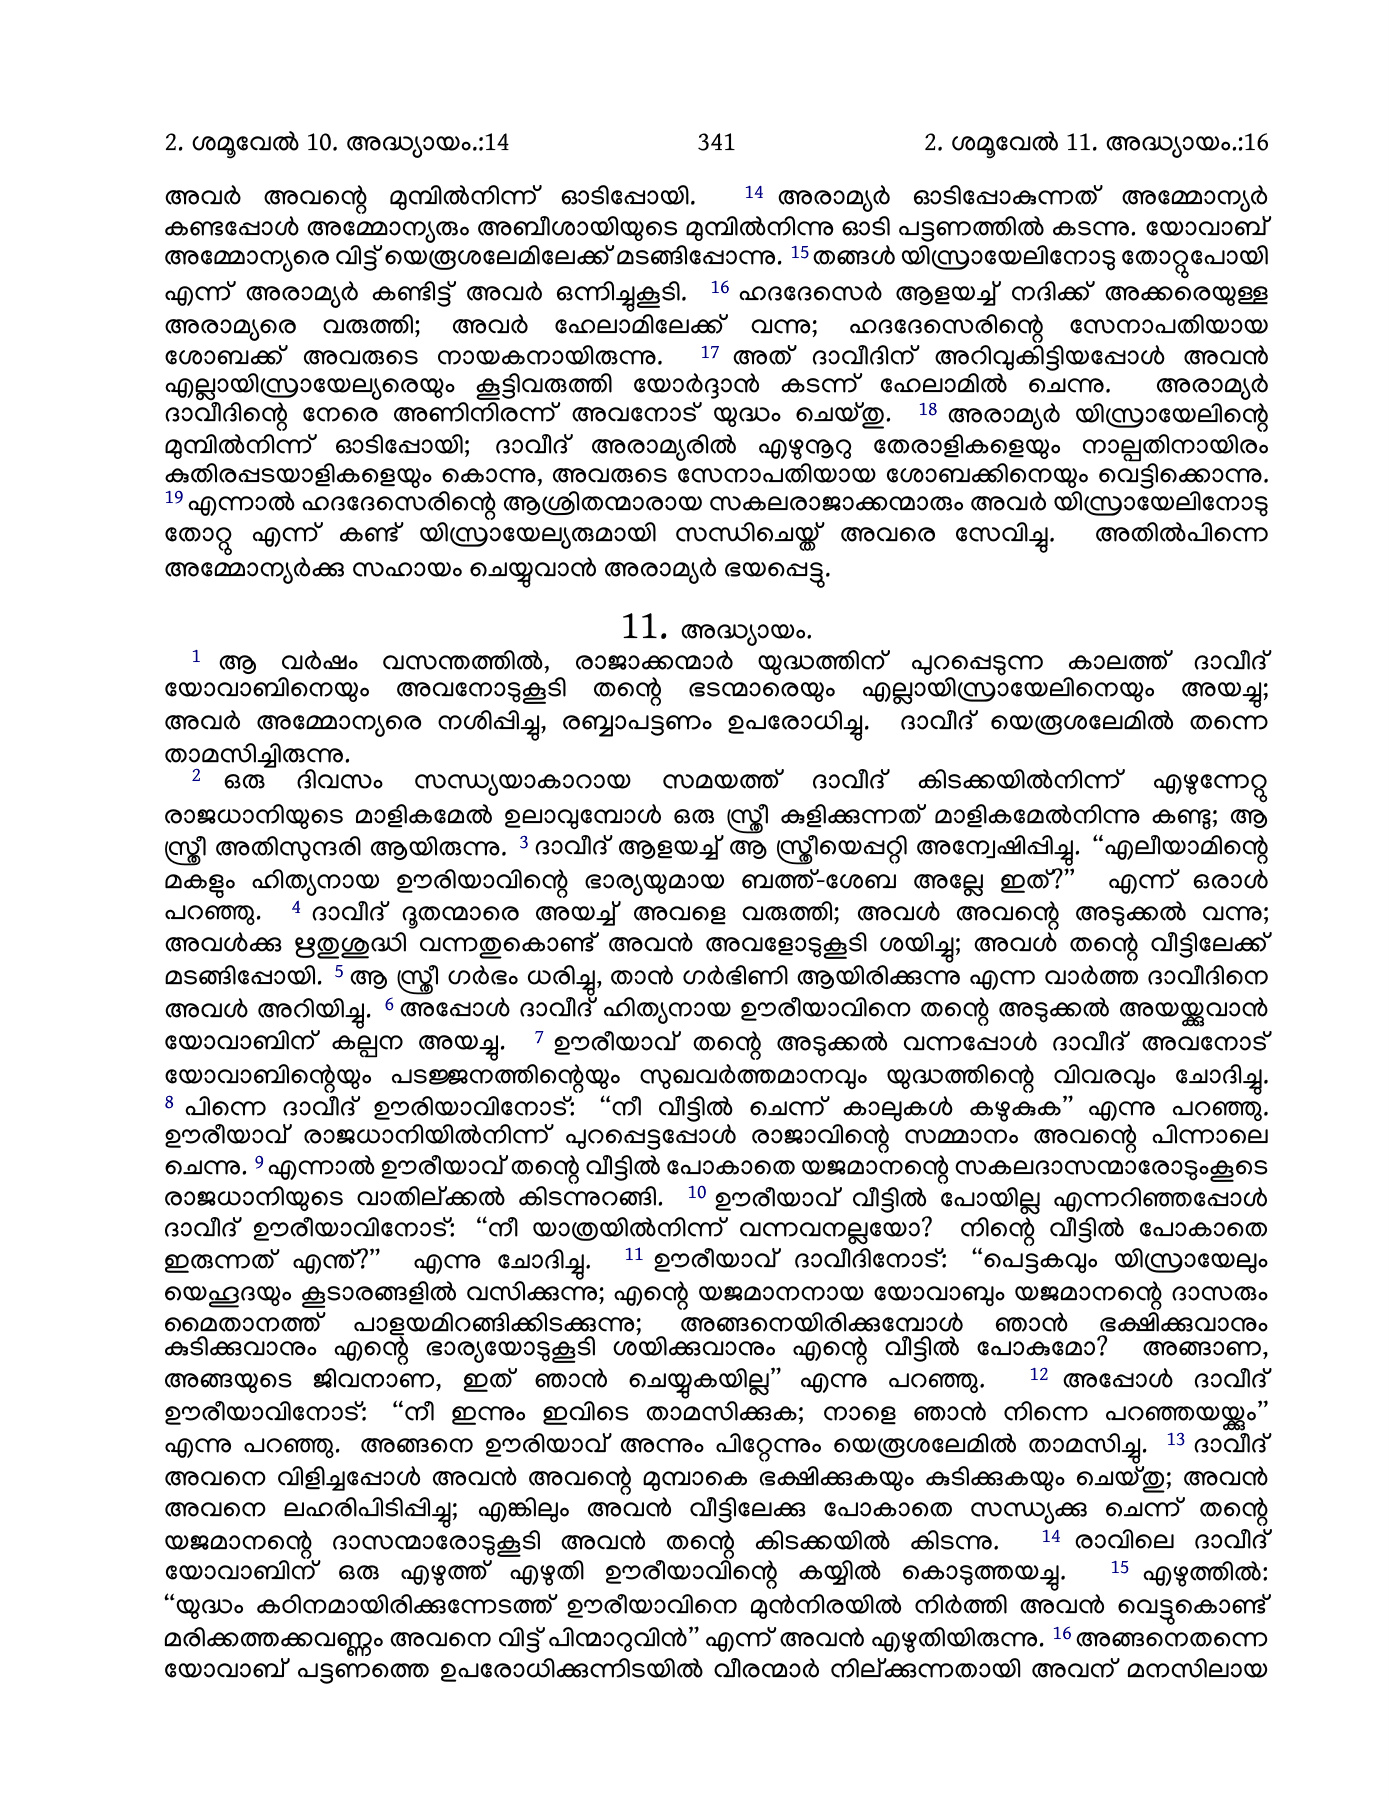 2. ശമൂവേൽ 10. അദ്ധ്യായം.:14 341 2. ശമൂവേൽ 11. അദ്ധ്യായം.:16
അവർ അവന്റെ മുമ്പിൽനിന്ന് ഓടിപ്പോയി. 14 അരാമ്യർ ഓടിപ്പോകുന്നത് അമ്മോന്യർ
കണ്ടപ്പോൾ അമ്മോന്യരും അബീശായിയുടെ മുമ്പിൽനിന്നു ഓടി പട്ടണത്തിൽ കടന്നു. യോവാബ്
അമ്മോന്യരെ വിട്ട് യെരൂശലേമിലേക്ക് മടങ്ങിപ്പോന്നു. 15 തങ്ങൾ യിസ്രായേലിനോടു തോറ്റുപോയി
എന്ന് അരാമ്യർ കണ്ടിട്ട് അവർ ഒന്നിച്ചുകൂടി. 16 ഹദദേസെർ ആളയച്ച് നദിക്ക് അക്കരെയുള്ള
അരാമ്യരെ വരുത്തി; അവർ ഹേലാമിലേക്ക് വന്നു; ഹദദേസെരിന്റെ സേനാപതിയായ
ശോബക്ക് അവരുടെ നായകനായിരുന്നു. 17 അത് ദാവീദിന് അറിവുകിട്ടിയപ്പോൾ അവൻ
എല്ലായിസ്രായേല്യരെയും കൂട്ടിവരുത്തി യോർദ്ദാൻ കടന്ന് ഹേലാമിൽ ചെന്നു. അരാമ്യർ
ദാവീദിന്റെ നേരെ അണിനിരന്ന് അവനോട് യുദ്ധം ചെയ്തു. 18 അരാമ്യർ യിസ്രായേലിന്റെ
മുമ്പിൽനിന്ന് ഓടിപ്പോയി; ദാവീദ് അരാമ്യരിൽ എഴുനൂറു തേരാളികളെയും നാല്പതിനായിരം
കുതിരപ്പടയാളികളെയും കൊന്നു, അവരുടെ സേനാപതിയായ ശോബക്കിനെയും വെട്ടിക്കൊന്നു.
19 എന്നാൽ ഹദദേസെരിന്റെ ആശ്രിതന്മാരായ സകലരാജാക്കന്മാരും അവർ യിസ്രായേലിനോടു
തോറ്റു എന്ന് കണ്ട് യിസ്രായേല്യരുമായി സന്ധിചെയ്ത് അവരെ സേവിച്ചു. അതിൽപിന്നെ
അമ്മോന്യർക്കു സഹായം ചെയ്യുവാൻ അരാമ്യർ ഭയപ്പെട്ടു.
11. അദ്ധ്യായം.
1 ആ വർഷം വസന്തത്തിൽ, രാജാക്കന്മാർ യുദ്ധത്തിന് പുറപ്പെടുന്ന കാലത്ത് ദാവീദ്
യോവാബിനെയും അവനോടുകൂടി തന്റെ ഭടന്മാരെയും എല്ലായിസ്രായേലിനെയും അയച്ചു;
അവർ അമ്മോന്യരെ നശിപ്പിച്ചു, രബ്ബാപട്ടണം ഉപരോധിച്ചു. ദാവീദ് യെരൂശലേമിൽ തന്നെ
താമസിച്ചിരുന്നു.
2 ഒരു ദിവസം സന്ധ്യയാകാറായ സമയത്ത് ദാവീദ് കിടക്കയിൽനിന്ന് എഴുന്നേറ്റു
രാജധാനിയുടെ മാളികമേൽ ഉലാവുമ്പോൾ ഒരു സ്ത്രീ കുളിക്കുന്നത് മാളികമേൽനിന്നു കണ്ടു; ആ
സ്ത്രീ അതിസുന്ദരി ആയിരുന്നു. 3 ദാവീദ് ആളയച്ച് ആ സ്ത്രീയെപ്പറ്റി അന്വേഷിപ്പിച്ചു. “എലീയാമിന്റെ
മകളും ഹിത്യനായ ഊരിയാവിന്റെ ഭാര്യയുമായ ബത്ത്-ശേബ അല്ലേ ഇത്?” എന്ന് ഒരാൾ
പറഞ്ഞു. 4 ദാവീദ് ദൂതന്മാരെ അയച്ച് അവളെ വരുത്തി; അവൾ അവന്റെ അടുക്കൽ വന്നു;
അവൾക്കു ഋതുശുദ്ധി വന്നതുകൊണ്ട് അവൻ അവളോടുകൂടി ശയിച്ചു; അവൾ തന്റെ വീട്ടിലേക്ക്
മടങ്ങിപ്പോയി. 5 ആ സ്ത്രീ ഗർഭം ധരിച്ചു, താൻ ഗർഭിണി ആയിരിക്കുന്നു എന്ന വാർത്ത ദാവീദിനെ
അവൾ അറിയിച്ചു. 6 അപ്പോൾ ദാവീദ് ഹിത്യനായ ഊരീയാവിനെ തന്റെ അടുക്കൽ അയയ്ക്കുവാൻ
യോവാബിന് കല്പന അയച്ചു. 7 ഊരീയാവ് തന്റെ അടുക്കൽ വന്നപ്പോൾ ദാവീദ് അവനോട്
യോവാബിന്റെയും പടജ്ജനത്തിന്റെയും സുഖവർത്തമാനവും യുദ്ധത്തിന്റെ വിവരവും ചോദിച്ചു.
8 പിന്നെ ദാവീദ് ഊരിയാവിനോട്: “നീ വീട്ടിൽ ചെന്ന് കാലുകൾ കഴുകുക” എന്നു പറഞ്ഞു.
ഊരീയാവ് രാജധാനിയിൽനിന്ന് പുറപ്പെട്ടപ്പോൾ രാജാവിന്റെ സമ്മാനം അവന്റെ പിന്നാലെ
ചെന്നു. 9 എന്നാൽ ഊരീയാവ് തന്റെ വീട്ടിൽ പോകാതെ യജമാനന്റെ സകലദാസന്മാരോടുംകൂടെ
രാജധാനിയുടെ വാതില്ക്കൽ കിടന്നുറങ്ങി. 10 ഊരീയാവ് വീട്ടിൽ പോയില്ല എന്നറിഞ്ഞപ്പോൾ
ദാവീദ് ഊരീയാവിനോട്: “നീ യാത്രയിൽനിന്ന് വന്നവനല്ലയോ? നിന്റെ വീട്ടിൽ പോകാതെ
ഇരുന്നത് എന്ത്?” എന്നു ചോദിച്ചു. 11 ഊരീയാവ് ദാവീദിനോട്: “പെട്ടകവും യിസ്രായേലും
യെഹൂദയും കൂടാരങ്ങളിൽ വസിക്കുന്നു; എന്റെ യജമാനനായ യോവാബും യജമാനന്റെ ദാസരും
മൈതാനത്ത് പാളയമിറങ്ങിക്കിടക്കുന്നു; അങ്ങനെയിരിക്കുമ്പോൾ ഞാൻ ഭക്ഷിക്കുവാനും
കുടിക്കുവാനും എന്റെ ഭാര്യയോടുകൂടി ശയിക്കുവാനും എന്റെ വീട്ടിൽ പോകുമോ? അങ്ങാണ,
അങ്ങയുടെ ജിവനാണ, ഇത് ഞാൻ ചെയ്യുകയില്ല” എന്നു പറഞ്ഞു. 12 അപ്പോൾ ദാവീദ്
ഊരീയാവിനോട്: “നീ ഇന്നും ഇവിടെ താമസിക്കുക; നാളെ ഞാൻ നിന്നെ പറഞ്ഞയയ്ക്കും”
എന്നു പറഞ്ഞു. അങ്ങനെ ഊരിയാവ് അന്നും പിറ്റേന്നും യെരൂശലേമിൽ താമസിച്ചു. 13 ദാവീദ്
അവനെ വിളിച്ചപ്പോൾ അവൻ അവന്റെ മുമ്പാകെ ഭക്ഷിക്കുകയും കുടിക്കുകയും ചെയ്തു; അവൻ
അവനെ ലഹരിപിടിപ്പിച്ചു; എങ്കിലും അവൻ വീട്ടിലേക്കു പോകാതെ സന്ധ്യക്കു ചെന്ന് തന്റെ
യജമാനന്റെ ദാസന്മാരോടുകൂടി അവൻ തന്റെ കിടക്കയിൽ കിടന്നു. 14 രാവിലെ ദാവീദ്
യോവാബിന് ഒരു എഴുത്ത് എഴുതി ഊരീയാവിന്റെ കയ്യിൽ കൊടുത്തയച്ചു. 15 എഴുത്തിൽ:
“യുദ്ധം കഠിനമായിരിക്കുന്നേടത്ത് ഊരീയാവിനെ മുൻനിരയിൽ നിർത്തി അവൻ വെട്ടുകൊണ്ട്
മരിക്കത്തക്കവണ്ണം അവനെ വിട്ട് പിന്മാറുവിൻ” എന്ന് അവൻ എഴുതിയിരുന്നു. 16 അങ്ങനെതന്നെ
യോവാബ് പട്ടണത്തെ ഉപരോധിക്കുന്നിടയിൽ വീരന്മാർ നില്ക്കുന്നതായി അവന് മനസിലായ